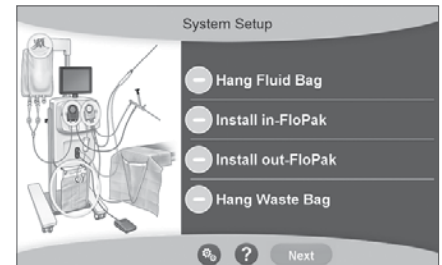 System Setup
Hang Fluid Bag
Install in-FloPak
Install out-FloPak
Hang Waste Bag
?
Next